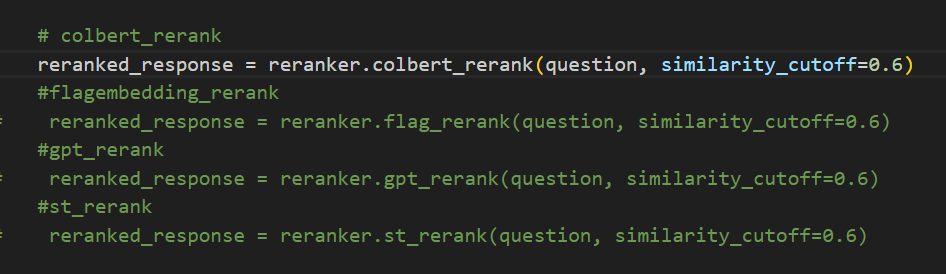 # colbert_rerank
reranked_response = reranker.colbert_rerank(question, similarity_cutoff=0.6)
#flagembedding_rerank
#    reranked_response = reranker.flag_rerank(question, similarity_cutoff=0.6)
#gpt_rerank
#    reranked_response = reranker.gpt_rerank(question, similarity_cutoff=0.6)
#st_rerank
#    reranked_response = reranker.st_rerank(question, similarity_cutoff=0.6)